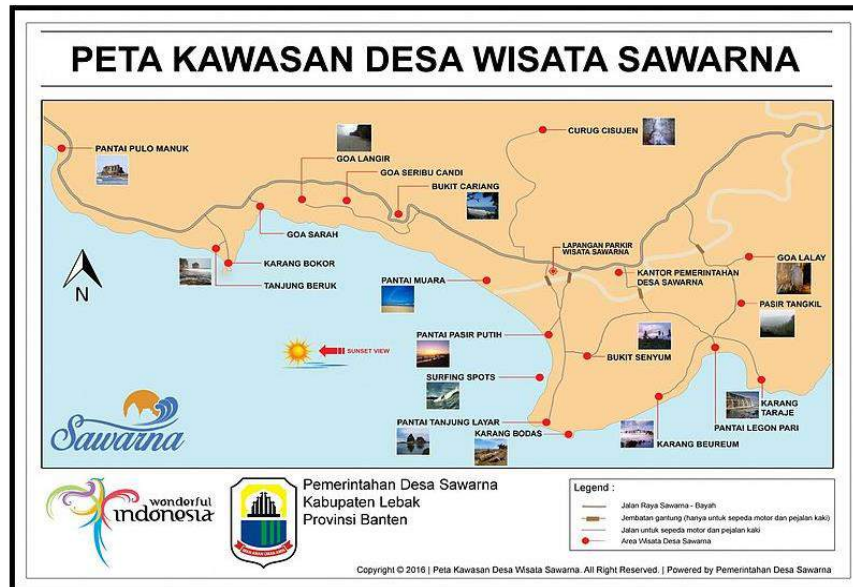 PETA KAWASAN DESA WISATA SAWARNA
PANTAI PULO MANUK
GOA LANGIR
GOA SERIBU CANDI
BUKIT CARIANG
CURUG CISUJEN
GOA SARAH
KARANG BOKOR
TANJUNG BERUK
N
PANTAI MUARA
LAPANGAN PARKIR
WISATA SAWARNA
KANTOR PEMERINTAHAN
DESA SAWARNA
GOA LALAY
PASIR TANGKIL
PANTAI PASIR PUTIH
SUNSET VIEW
BUKIT SENYUM
SURFING SPOTS
PANTAI TANJUNG LAYAR
KARANG BODAS
KARANG
TARAJE
PANTAI LEGON PARI
KARANG BEUREUM
Sawarna
wonderful
indonesia
Pemerintahan Desa Sawarna
Kabupaten Lebak
Provinsi Banten
Legend :
Jalan Raya Sawarna - Bayah
Jembatan gantung (hanya untuk sepeda motor dan pejalan kaki)
Jalan untuk sepeda motor dan pejalan kaki
Area Wisata Desa Sawarna
Copyright © 2016 | Peta Kawasan Desa Wisata Sawarna. All Right Reserved. | Powered by Pemerintahan Desa Sawarna